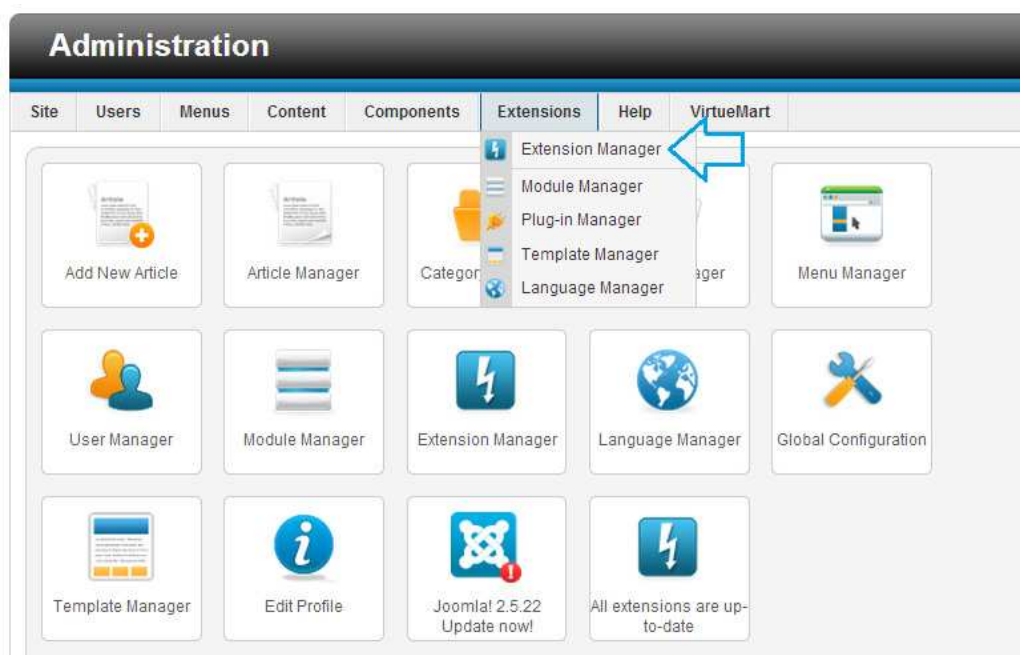 Administration
Site Users Menus Content Components Extensions Help VirtueMart
Extension Manager
Module Manager
Plug-in Manager
Template Manager
Language Manager
Add New Article
Article Manager
Menu Manager
User Manager
Module Manager
Extension Manager
Language Manager
Global Configuration
Template Manager
Edit Profile
Joomla! 2.5.22
Update now!
All extensions are up-
to-date